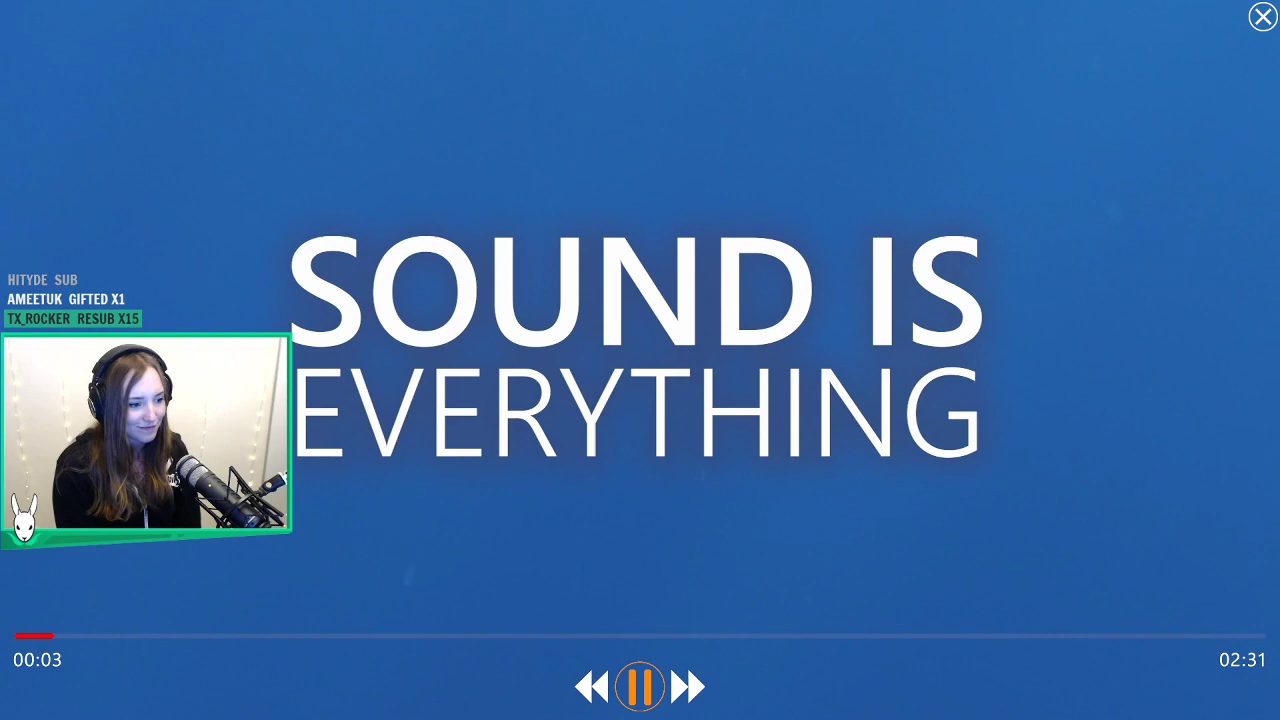 SOUND IS
EVERYTHING
HITYDE SUB
AMEETUK GIFTED X1
TX_ROCKER RESUB X15
00:03
02:31